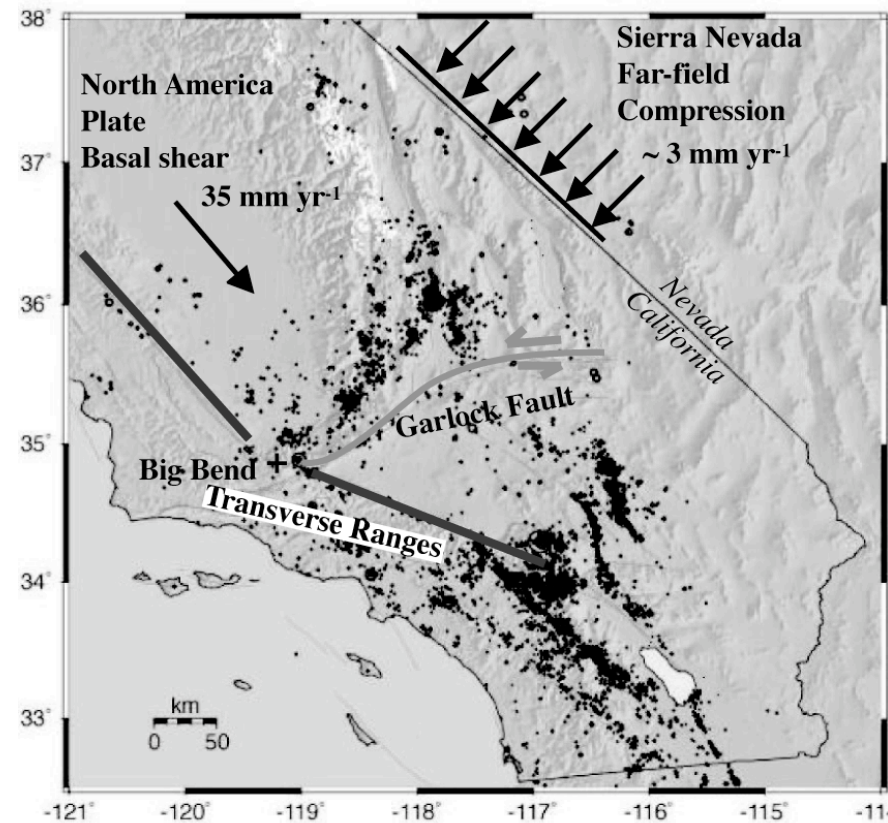 38°
North America
Plate
Basal shear
35 mm yr-1
Sierra Nevada
Far-field
Compression
~ 3 mm yr-1
37°
36°
Nevada
California
Garlock Fault
35°
Big Bend
Transverse Ranges
34°
33°
km
0 50
-121° -120° -119° -118° -117° -116° -115° -11